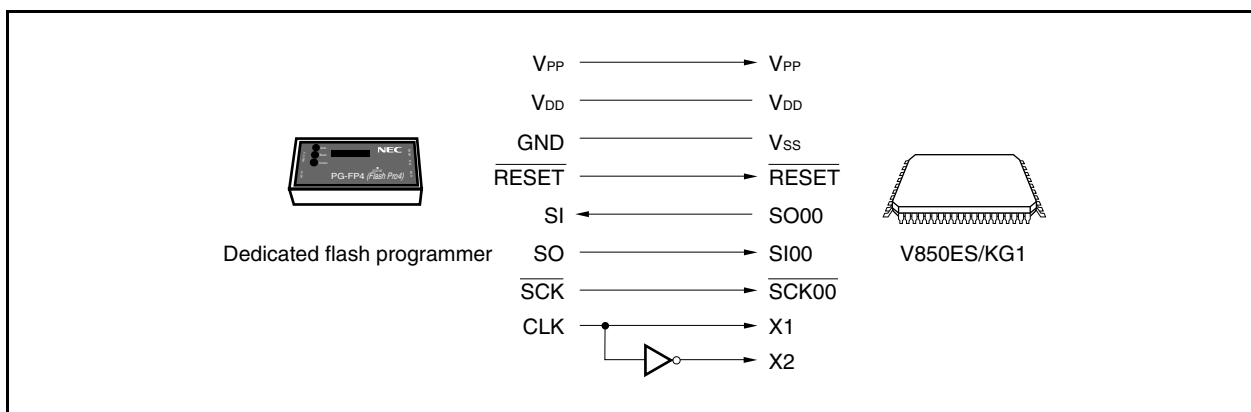 VPP VPP
VDD VDD
GND VSS
RESET RESET
SI SO00
SO SI00
SCK SCK00
CLK X1
X2
NEC
PG-FP4 (Flash Pro4)
Dedicated flash programmer
V850ES/KG1